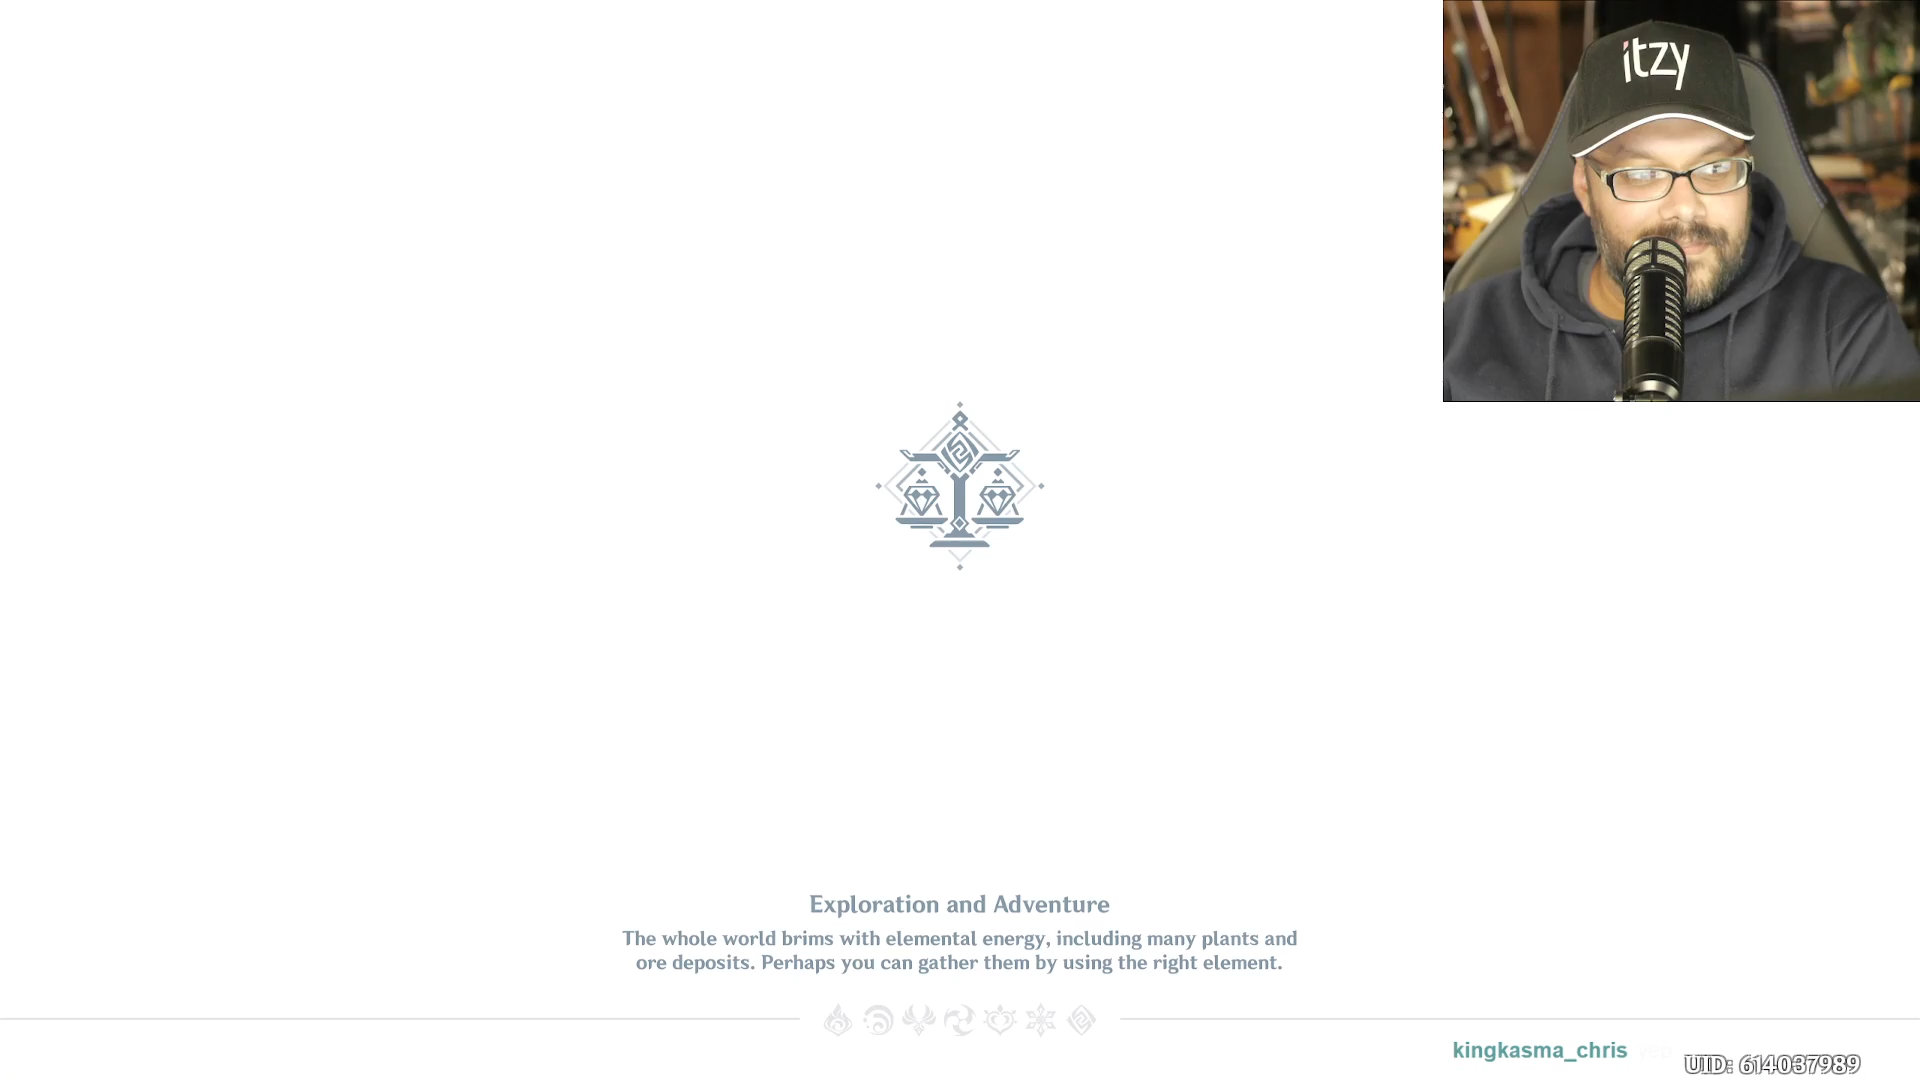 itzy
Exploration and Adventure
The whole world brims with elemental energy, including many plants and
ore deposits. Perhaps you can gather them by using the right element.
kingkasma_chris
UID: 614037989